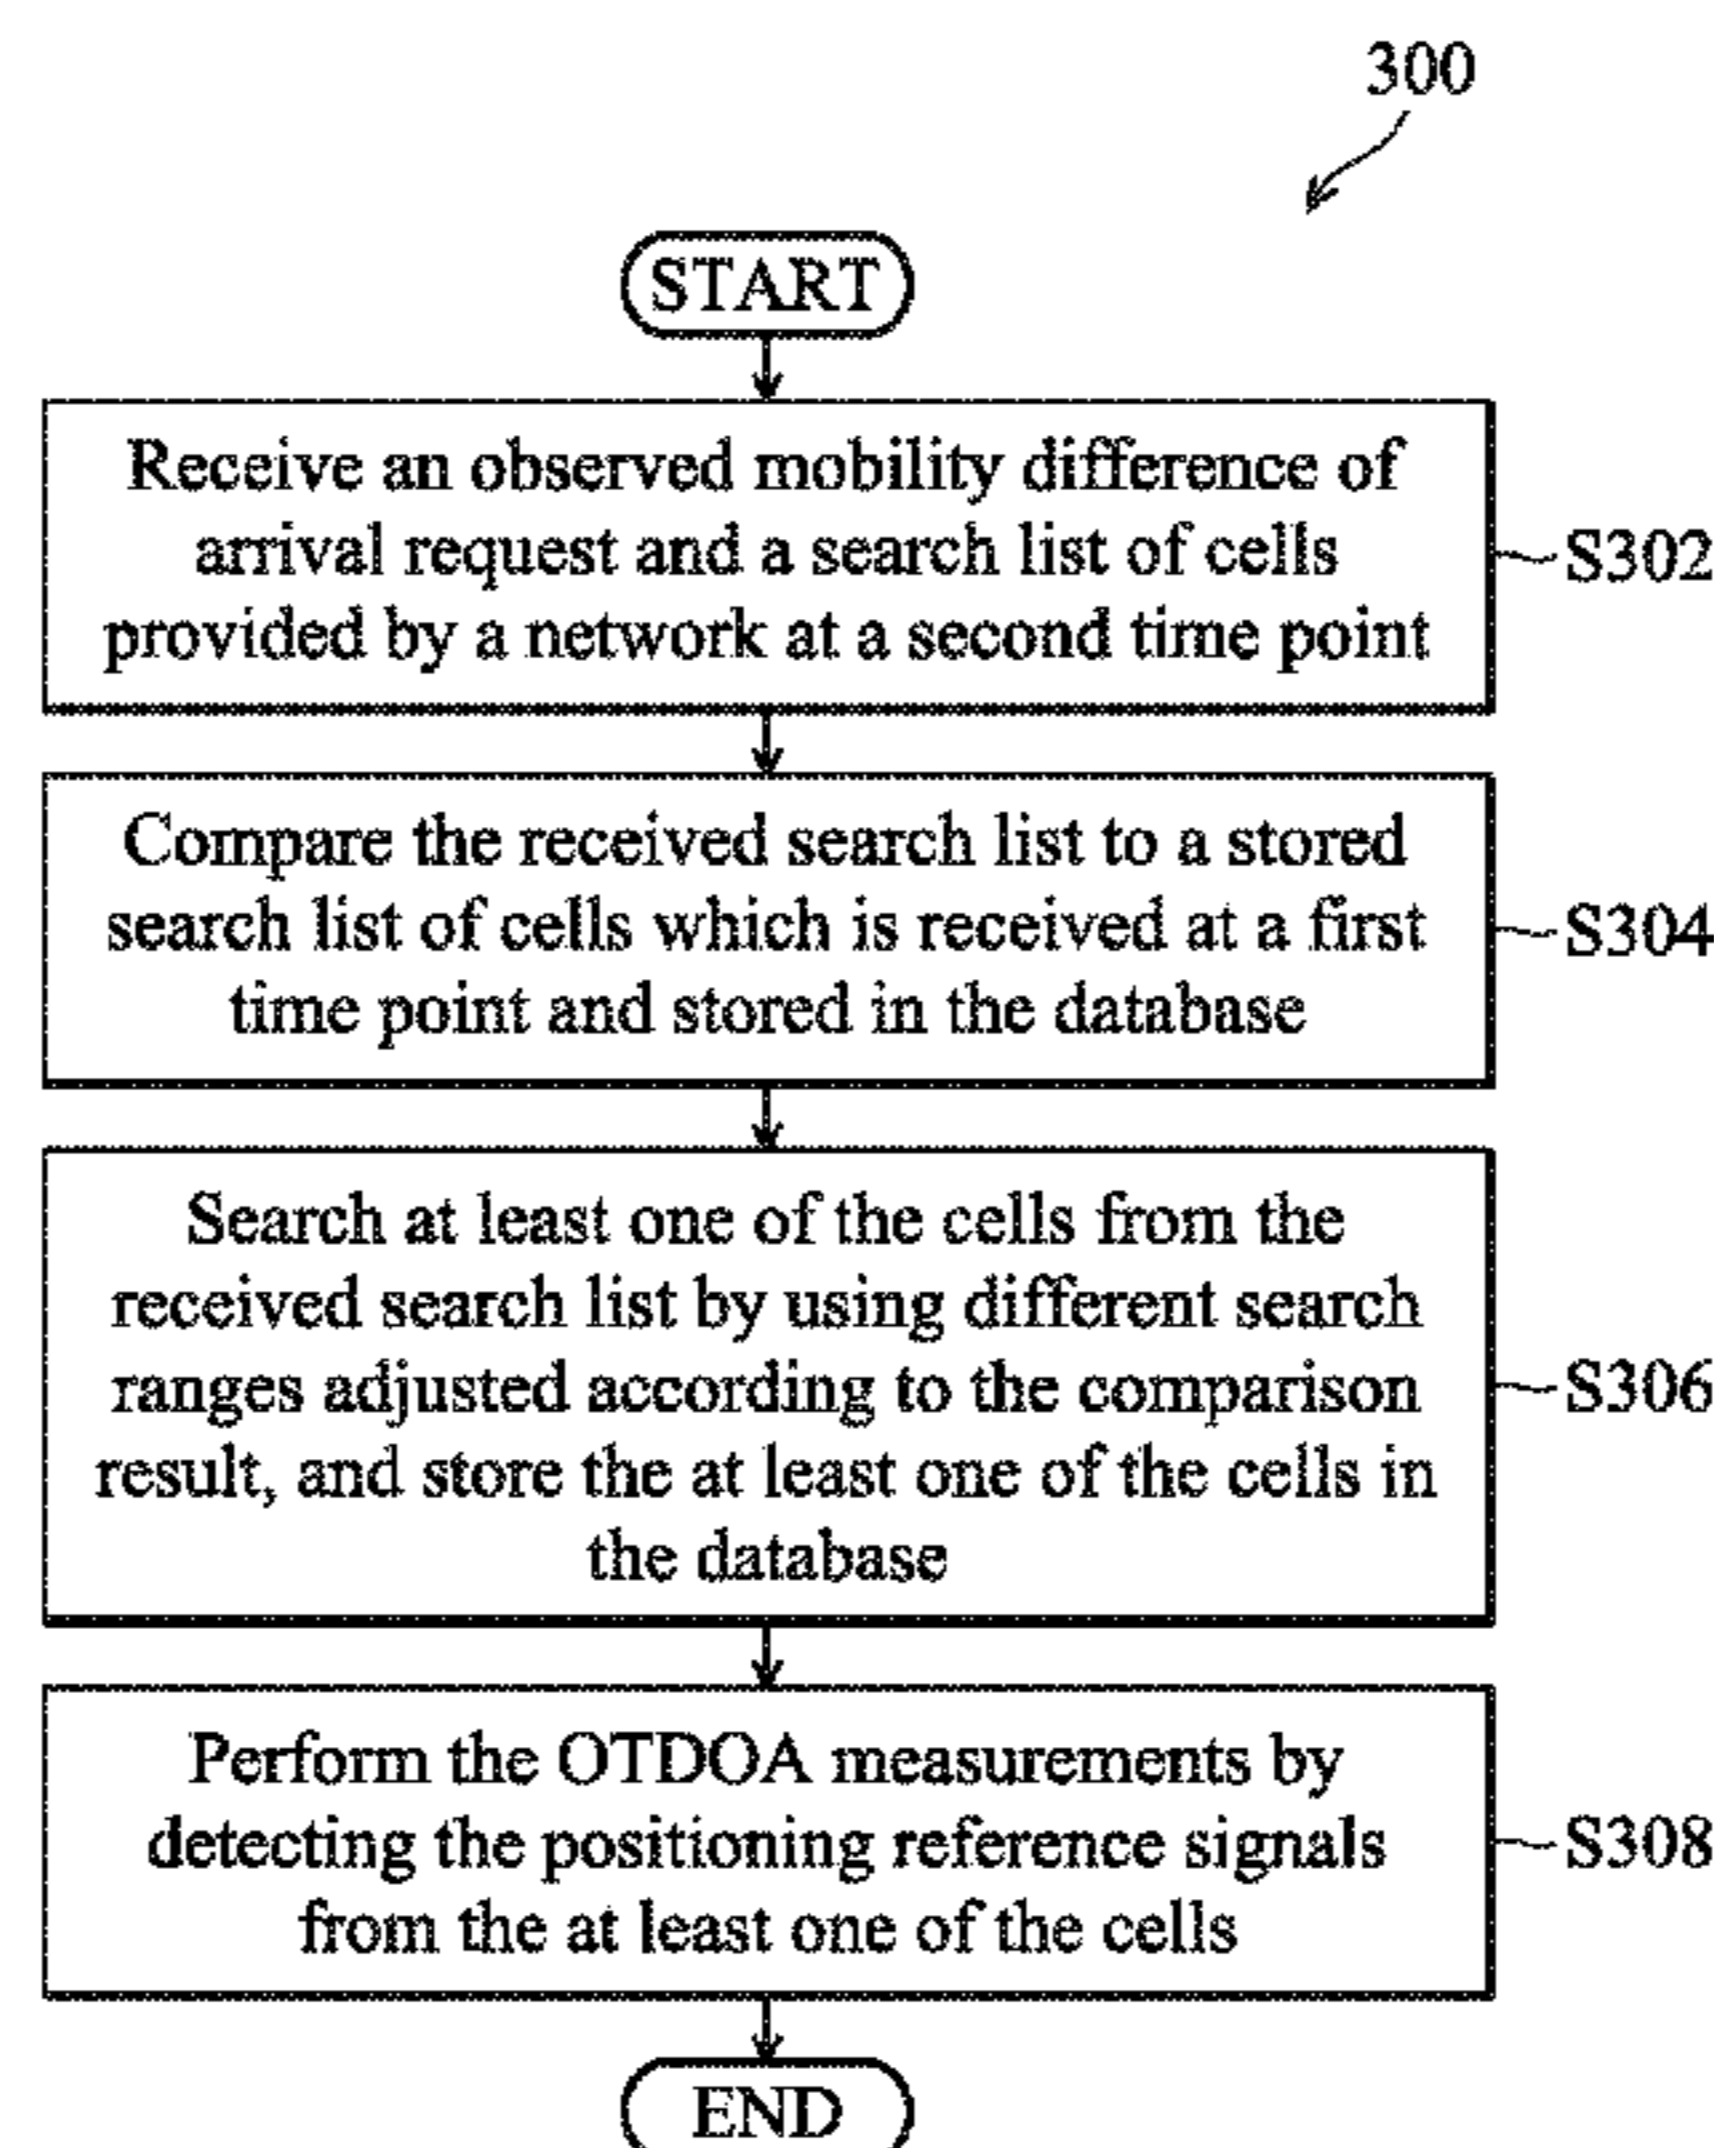 300
START
Receive an observed mobility difference of
arrival request and a search list of cells
provided by a network at a second time point
S302
Compare the received search list to a stored
search list of cells which is received at a first
time point and stored in the database
S304
Search at least one of the cells from the
received search list by using different search
ranges adjusted according to the comparison
result, and store the at least one of the cells in
the database
S306
Perform the OTDOA measurements by
detecting the positioning reference signals
from the at least one of the cells
S308
END